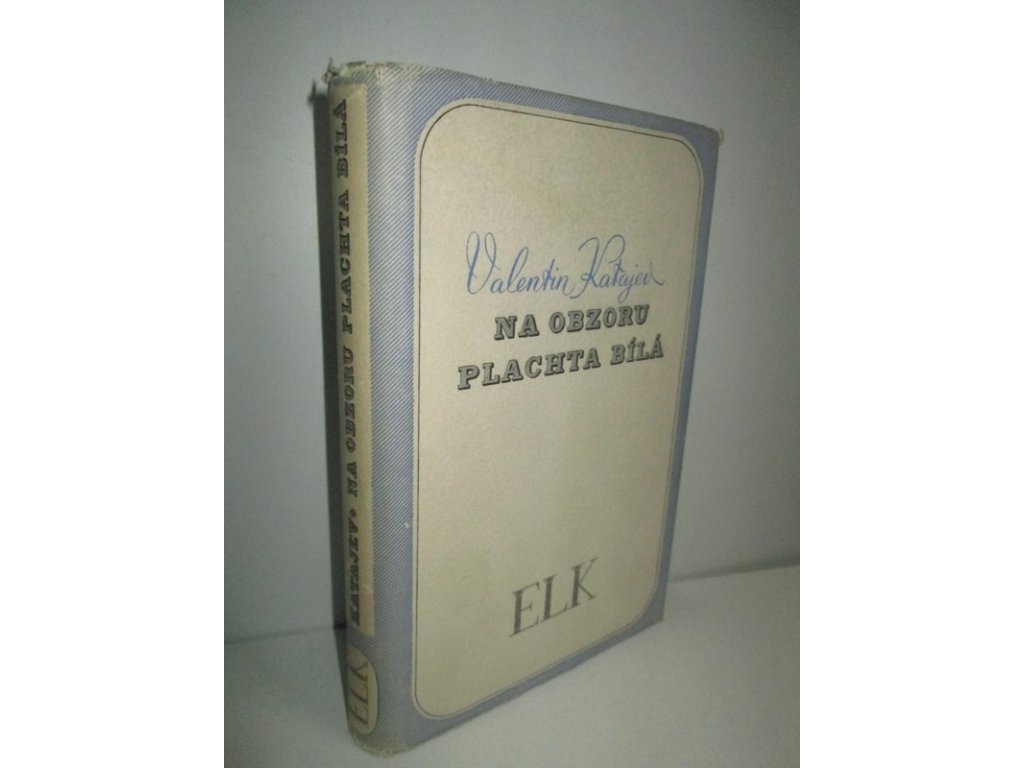 KATAJEV • NA OBZORU PLACHTA BÍLÁ
ELK
Valentin Katajev
NA OBZORU
PLACHTA BÍLÁ
ELK